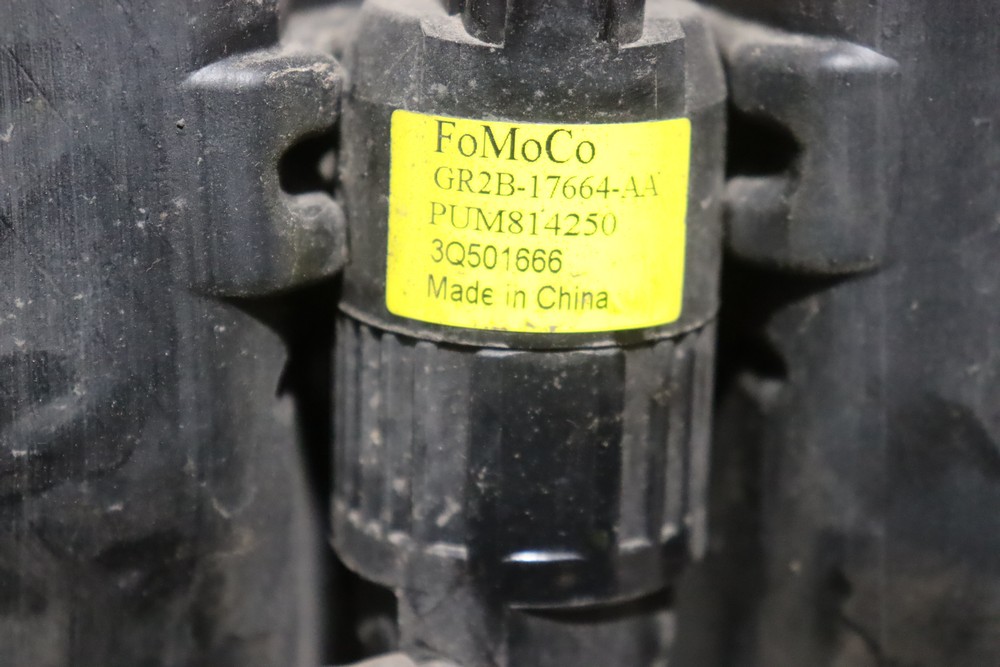 FoMoCo
GR2B-17664-AA
PUM814250
3Q501666
Made in China